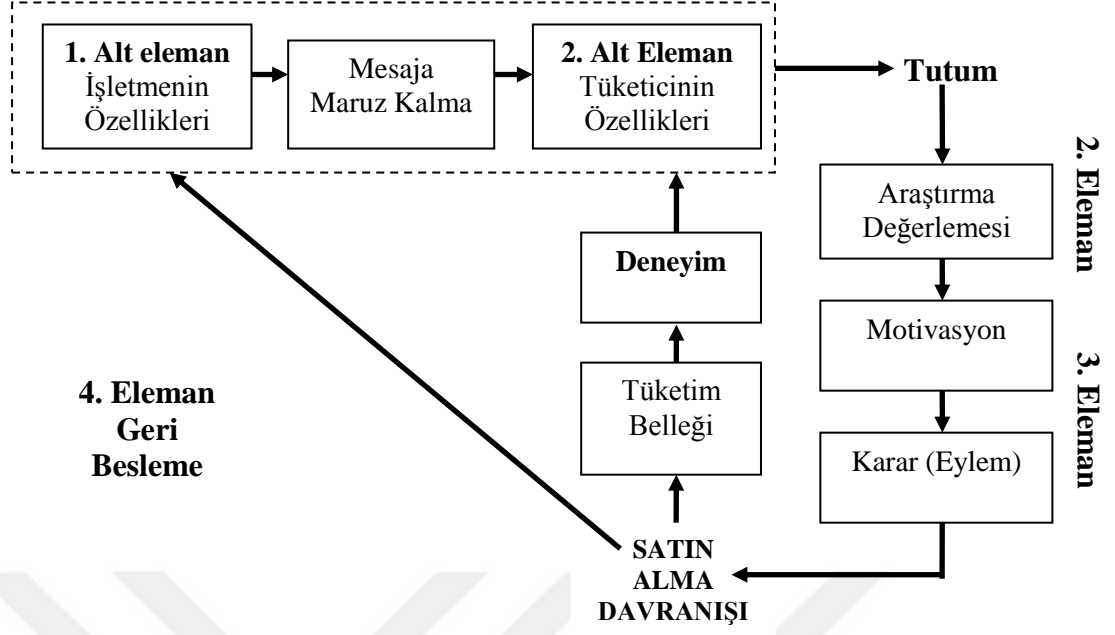 1. Alt eleman
İşletmenin
Özellikleri
Mesaja
Maruz Kalma
2. Alt Eleman
Tüketicinin
Özellikleri
Tutum
2. Eleman
Araştırma
Değerlemesi
Deneyim
Motivasyon
3. Eleman
Tüketim
Belleği
4. Eleman
Geri
Besleme
Karar (Eylem)
SATIN
ALMA
DAVRANIŞI